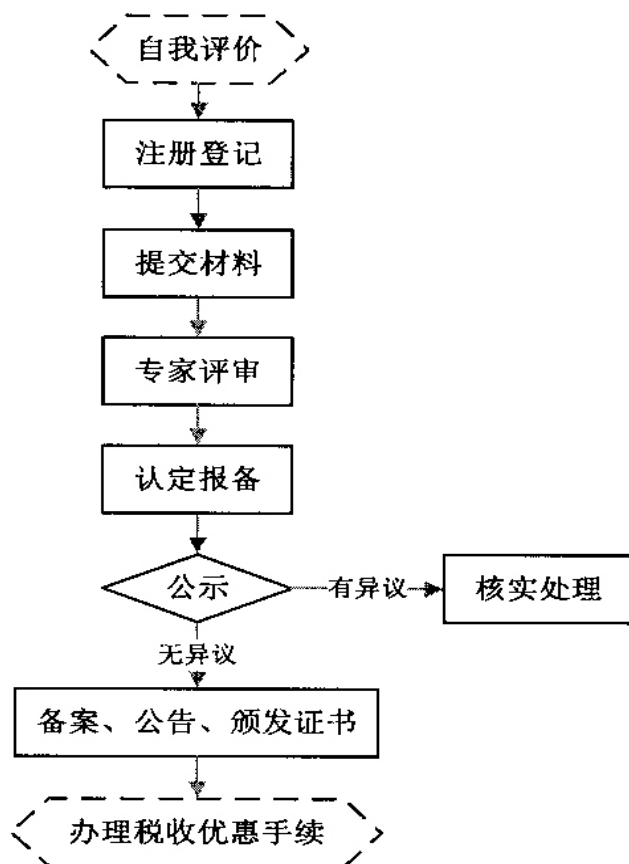 自我评价
注册登记
提交材料
专家评审
认定报备
公示
有异议
核实处理
无异议
备案、公告、颁发证书
办理税收优惠手续